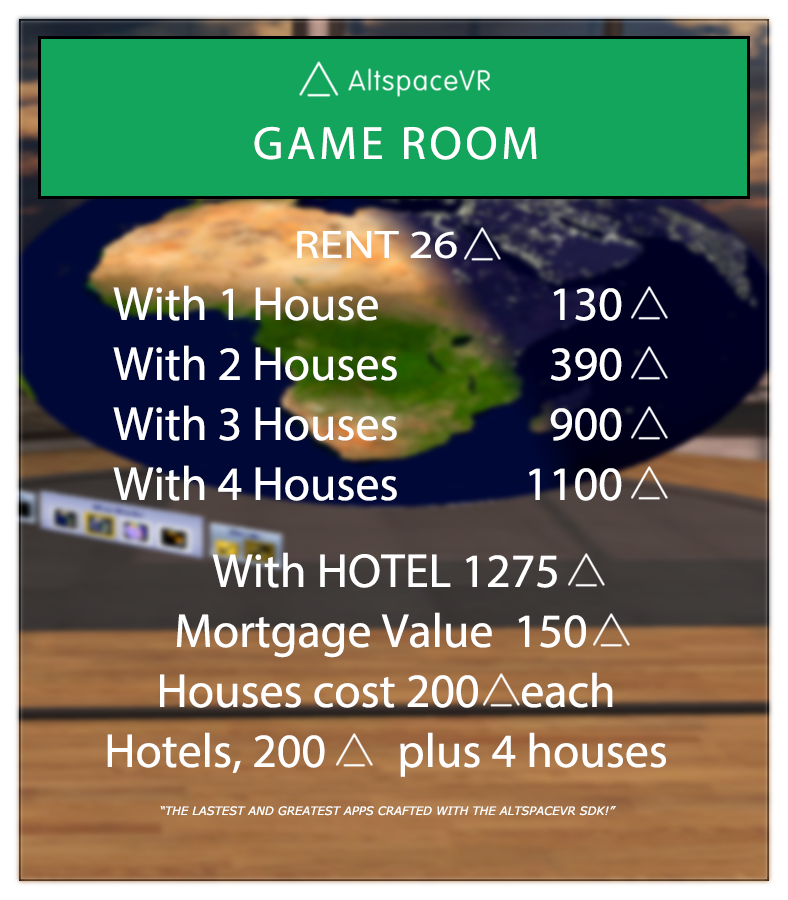 △ AltspaceVR
GAME ROOM
RENT 26 △
With 1 House 130 △
With 2 Houses 390 △
With 3 Houses 900 △
With 4 Houses 1100 △
With HOTEL 1275 △
Mortgage Value 150 △
Houses cost 200 △ each
Hotels, 200 △ plus 4 houses
"THE LASTEST AND GREATEST APPS CRAFTED WITH THE ALTSPACEVR SDK!"